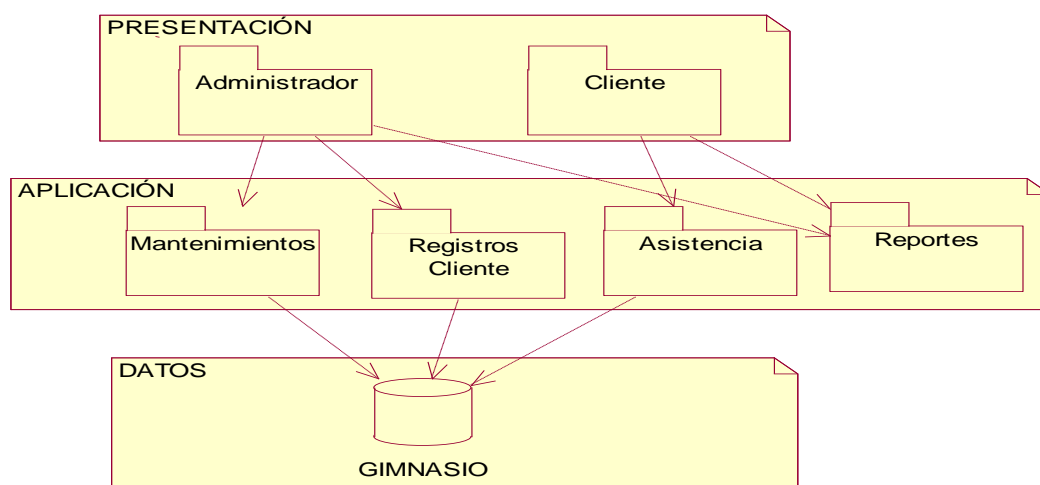 PRESENTACIÓN
Administrador
Cliente
APLICACIÓN
Mantenimientos
Registros
Cliente
Asistencia
Reportes
DATOS
GIMNASIO